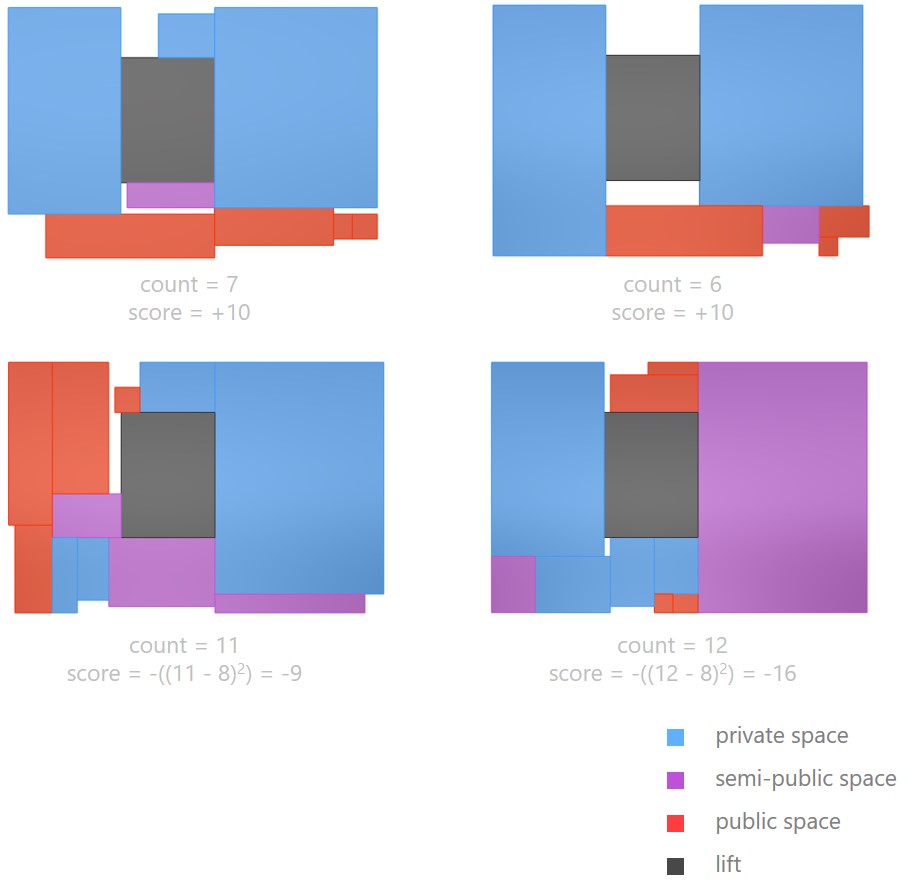 count = 7
score = +10
count = 6
score = +10
count = 11
score = -((11 - 8)²) = -9
count = 12
score = -((12 - 8)²) = -16
private space
semi-public space
public space
lift